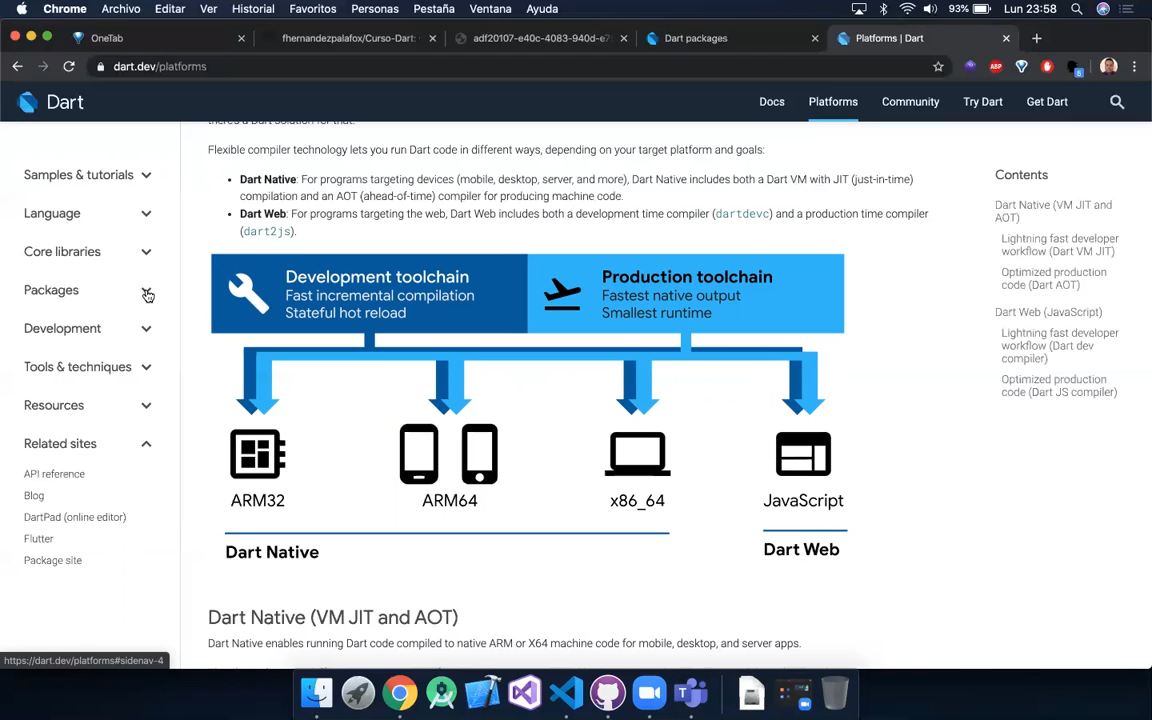 Chrome Archivo Editar Ver Historial Favoritos Personas Pestaña Ventana Ayuda 93% Lun 23:58
OneTab
fhernandezpalafox/Curso-Dart:
adf20107-e40c-4083-940d-e7
Dart packages
Platforms | Dart
dart.dev/platforms
ABP
Dart
Docs Platforms Community Try Dart Get Dart
there's a Dart solution for that.
Flexible compiler technology lets you run Dart code in different ways, depending on your target platform and goals:
• Dart Native: For programs targeting devices (mobile, desktop, server, and more), Dart Native includes both a Dart VM with JIT (just-in-time)
compilation and an AOT (ahead-of-time) compiler for producing machine code.
• Dart Web: For programs targeting the web, Dart Web includes both a development time compiler (dartdevc) and a production time compiler
(dart2js).
Samples & tutorials
Language
Core libraries
Packages
Development
Tools & techniques
Resources
Related sites
API reference
Blog
DartPad (online editor)
Flutter
Package site
Development toolchain
Fast incremental compilation
Stateful hot reload
Production toolchain
Fastest native output
Smallest runtime
ARM32
ARM64
x86_64
JavaScript
Dart Native
Dart Web
Dart Native (VM JIT and AOT)
Dart Native enables running Dart code compiled to native ARM or X64 machine code for mobile, desktop, and server apps.
Contents
Dart Native (VM JIT and
AOT)
Lightning fast developer
workflow (Dart VM JIT)
Optimized production
code (Dart AOT)
Dart Web (JavaScript)
Lightning fast developer
workflow (Dart dev
compiler)
Optimized production
code (Dart JS compiler)
https://dart.dev/platforms#sidenav-4